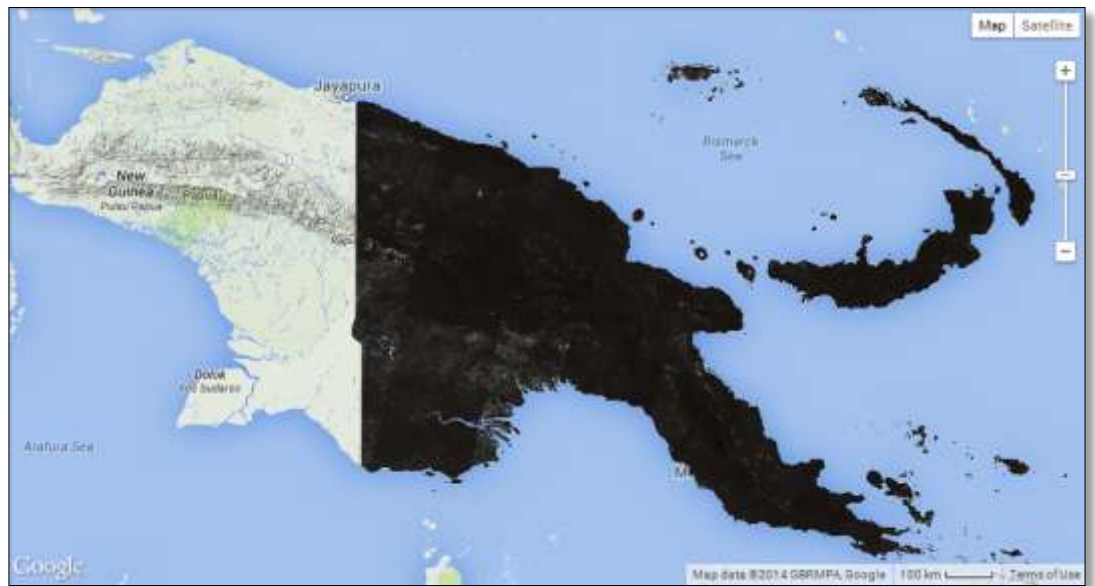 Map Satellite
Jayapura
+
Bismarck
Sea
New
Guinea
Papua
Pulau Papua
−
Dolok
Arafura Sea
Google
Map data ©2014 GBRMPA, Google 100 km Terms of Use